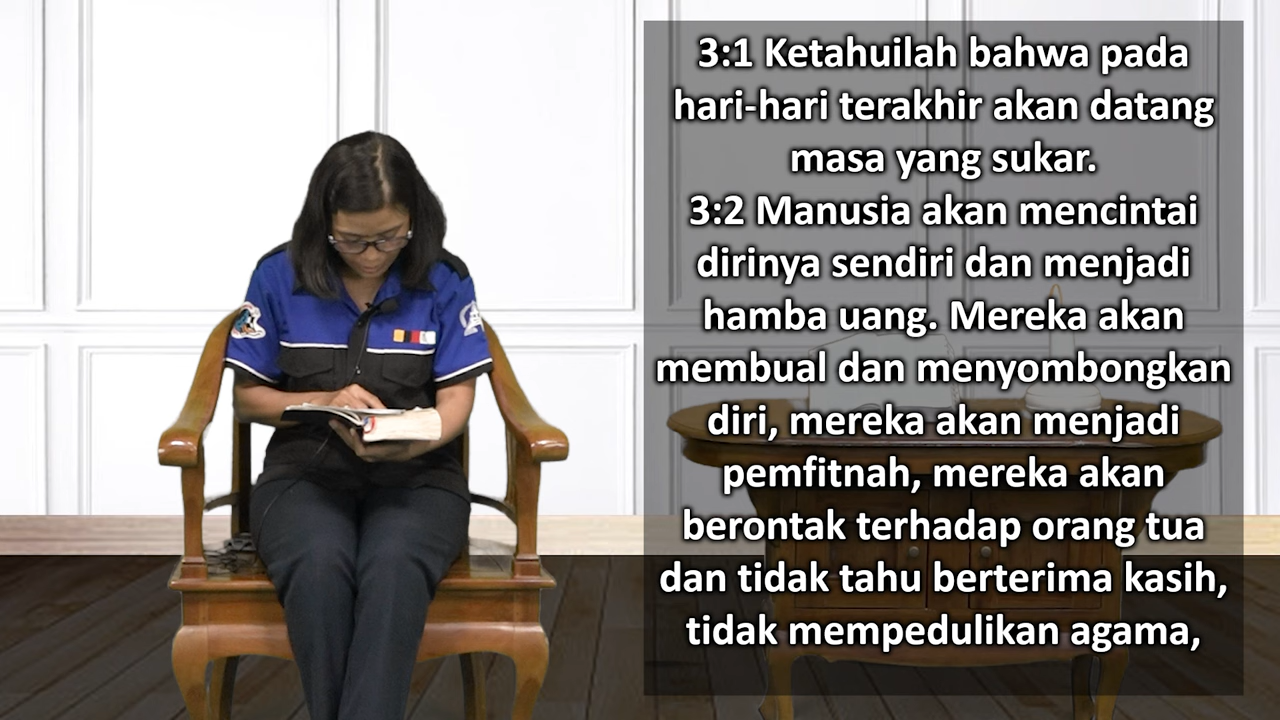 3:1 Ketahuilah bahwa pada
hari-hari terakhir akan datang
masa yang sukar.
3:2 Manusia akan mencintai
dirinya sendiri dan menjadi
hamba uang. Mereka akan
membual dan menyombongkan
diri, mereka akan menjadi
pemfitnah, mereka akan
berontak terhadap orang tua
dan tidak tahu berterima kasih,
tidak mempedulikan agama,